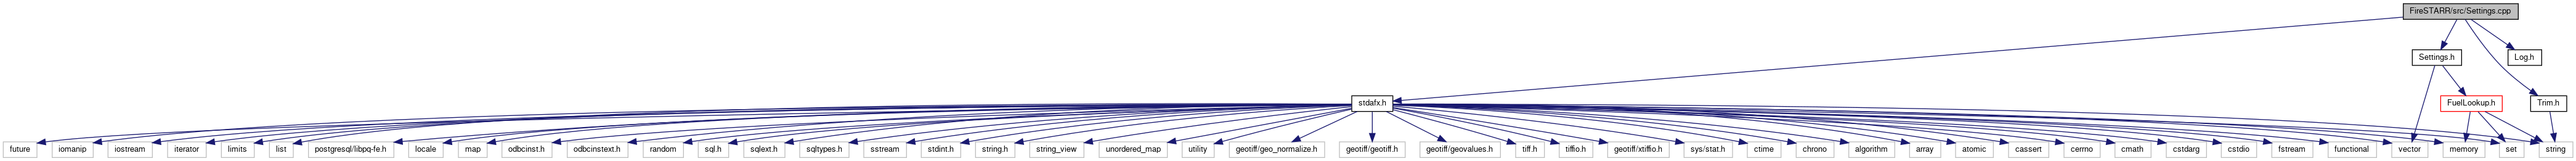 FireSTARR/src/Settings.cpp
Settings.h
Log.h
stdafx.h
FuelLookup.h
Trim.h
future
iomanip
iostream
iterator
limits
list
postgresql/libpq-fe.h
locale
map
odbcinst.h
odbcinstext.h
random
sql.h
sqlext.h
sqltypes.h
sstream
stdint.h
string.h
string_view
unordered_map
utility
geotiff/geo_normalize.h
geotiff/geotiff.h
geotiff/geovalues.h
tiff.h
tiffio.h
geotiff/xtiffio.h
sys/stat.h
ctime
chrono
algorithm
array
atomic
cassert
cerrno
cmath
cstdarg
cstdio
fstream
functional
vector
memory
set
string